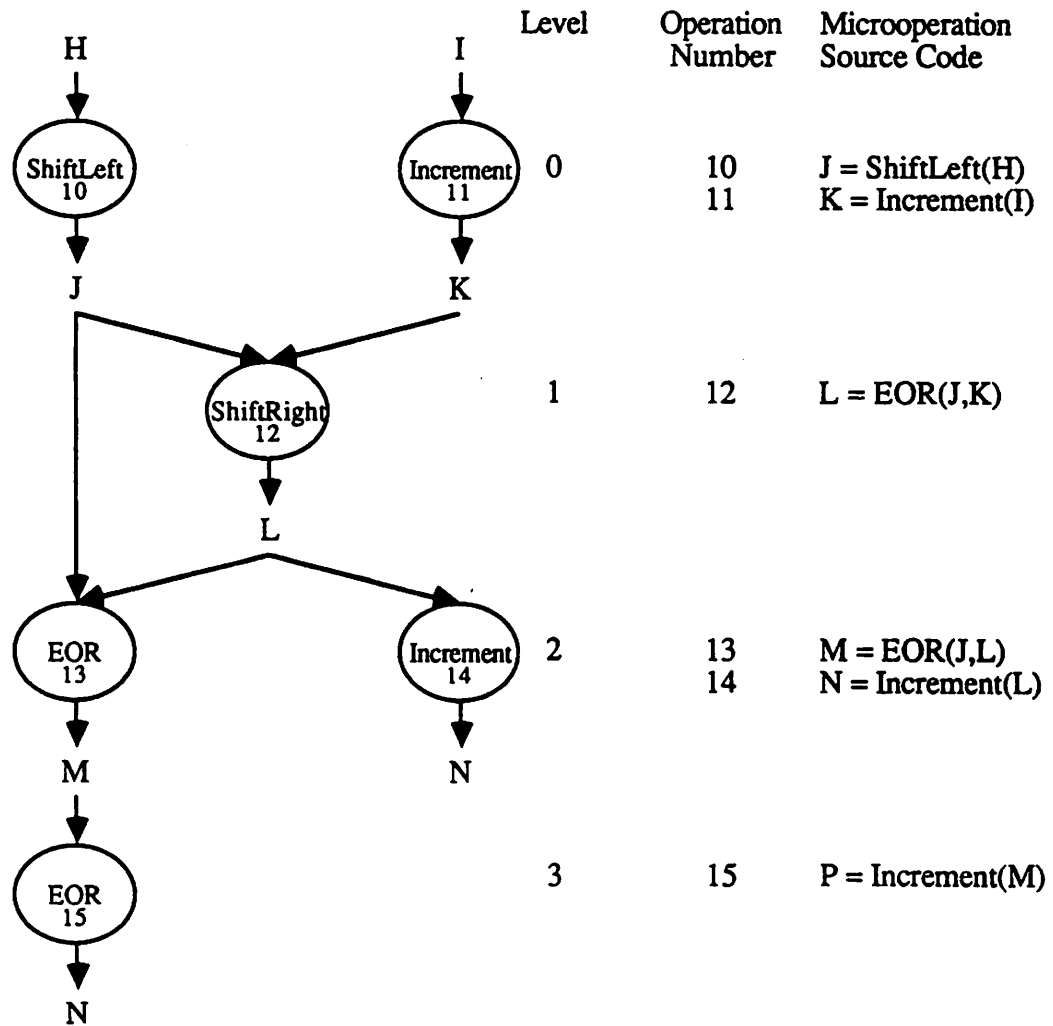 Level Operation Microoperation
Number Source Code
H I
ShiftLeft Increment 0 10 J = ShiftLeft(H)
10 11 11 K = Increment(I)
J K
ShiftRight 1 12 L = EOR(J,K)
12
L
EOR Increment 2 13 M = EOR(J,L)
13 14 14 N = Increment(L)
M N
EOR 3 15 P = Increment(M)
15
N